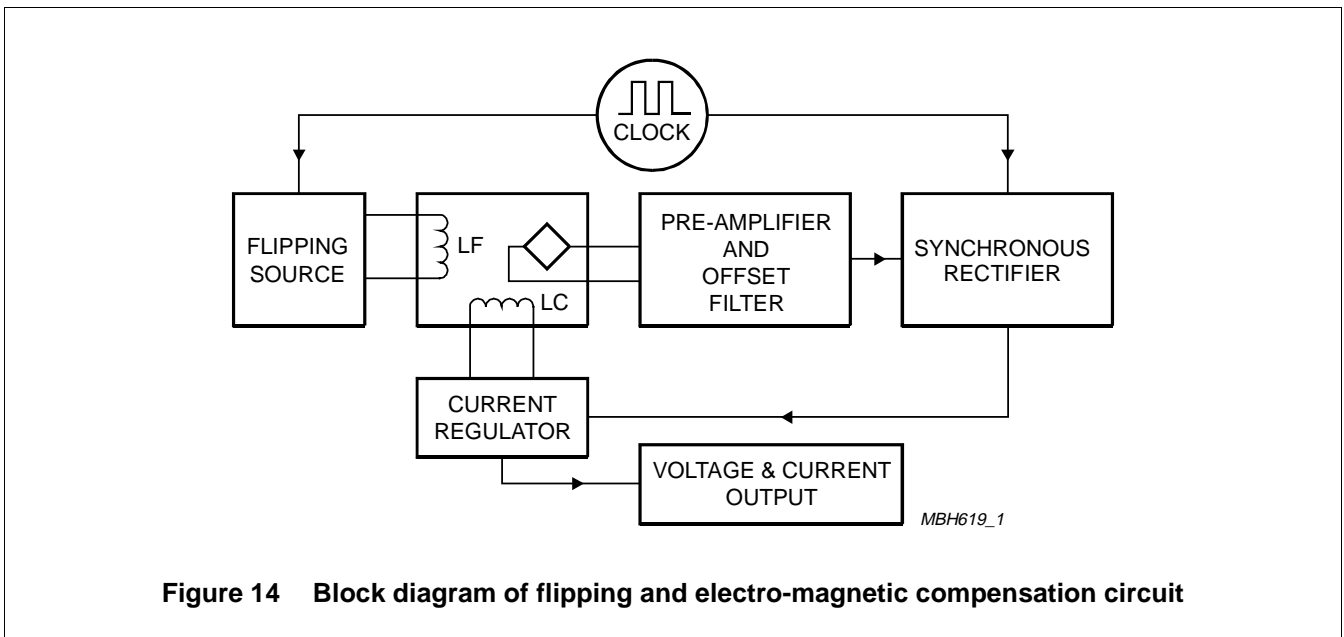 CLOCK
FLIPPING
SOURCE
LF
LC
PRE-AMPLIFIER
AND
OFFSET
FILTER
SYNCHRONOUS
RECTIFIER
CURRENT
REGULATOR
VOLTAGE & CURRENT
OUTPUT
MBH619_1
Figure 14 Block diagram of flipping and electro-magnetic compensation circuit